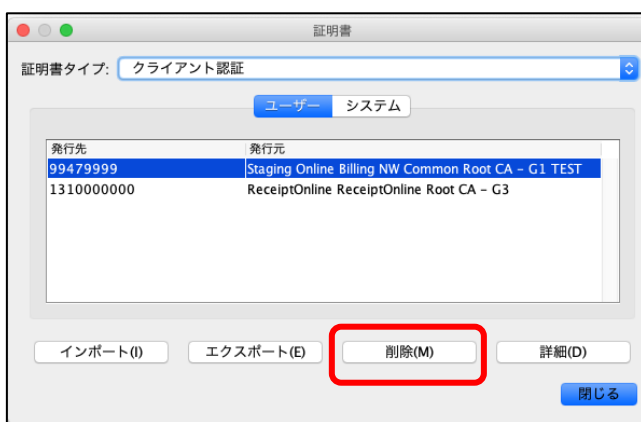 証明書
証明書タイプ: クライアント認証
ユーザー システム
発行先 発行元
99479999 Staging Online Billing NW Common Root CA – G1 TEST
1310000000 ReceiptOnline ReceiptOnline Root CA – G3
インポート(I) エクスポート(E) 削除(M) 詳細(D)
閉じる